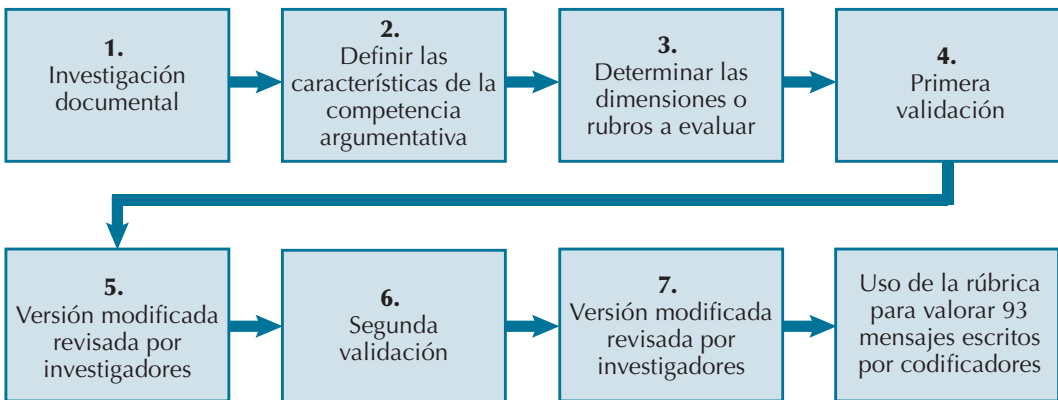 1.
Investigación
documental
2.
Definir las
características de la
competencia
argumentativa
3.
Determinar las
dimensiones o
rubros a evaluar
4.
Primera
validación
5.
Versión modificada
revisada por
investigadores
6.
Segunda
validación
7.
Versión modificada
revisada por
investigadores
Uso de la rúbrica
para valorar 93
mensajes escritos
por codificadores